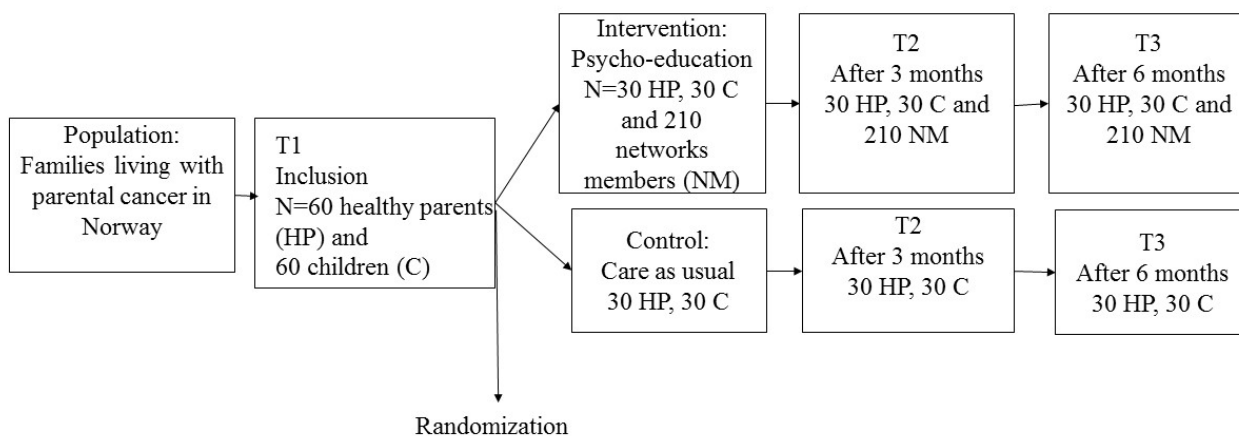 Population:
Families living with
parental cancer in
Norway
T1
Inclusion
N=60 healthy parents
(HP) and
60 children (C)
Randomization
Intervention:
Psycho-education
N=30 HP, 30 C
and 210
networks
members (NM)
T2
After 3 months
30 HP, 30 C and
210 NM
T3
After 6 months
30 HP, 30 C and
210 NM
Control:
Care as usual
30 HP, 30 C
T2
After 3 months
30 HP, 30 C
T3
After 6 months
30 HP, 30 C